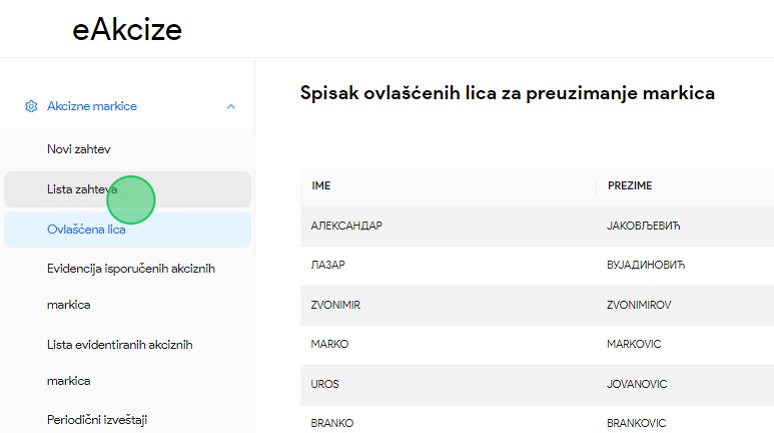 eAkcize
Akcizne markice
Novi zahtev
Lista zahteva
Ovlašćena lica
Evidencija isporučenih akciznih
markica
Lista evidentiranih akciznih
markica
Periodični izveštaji
Spisak ovlašćenih lica za preuzimanje markica
IME PREZIME
АЛЕКСАНДАР ЈАКОВЉЕВИЋ
ЛАЗАР ВУЈАДИНОВИЋ
ZVONIMIR ZVONIMIROV
MARKO MARKOVIC
UROS JOVANOVIC
BRANKO BRANKOVIC